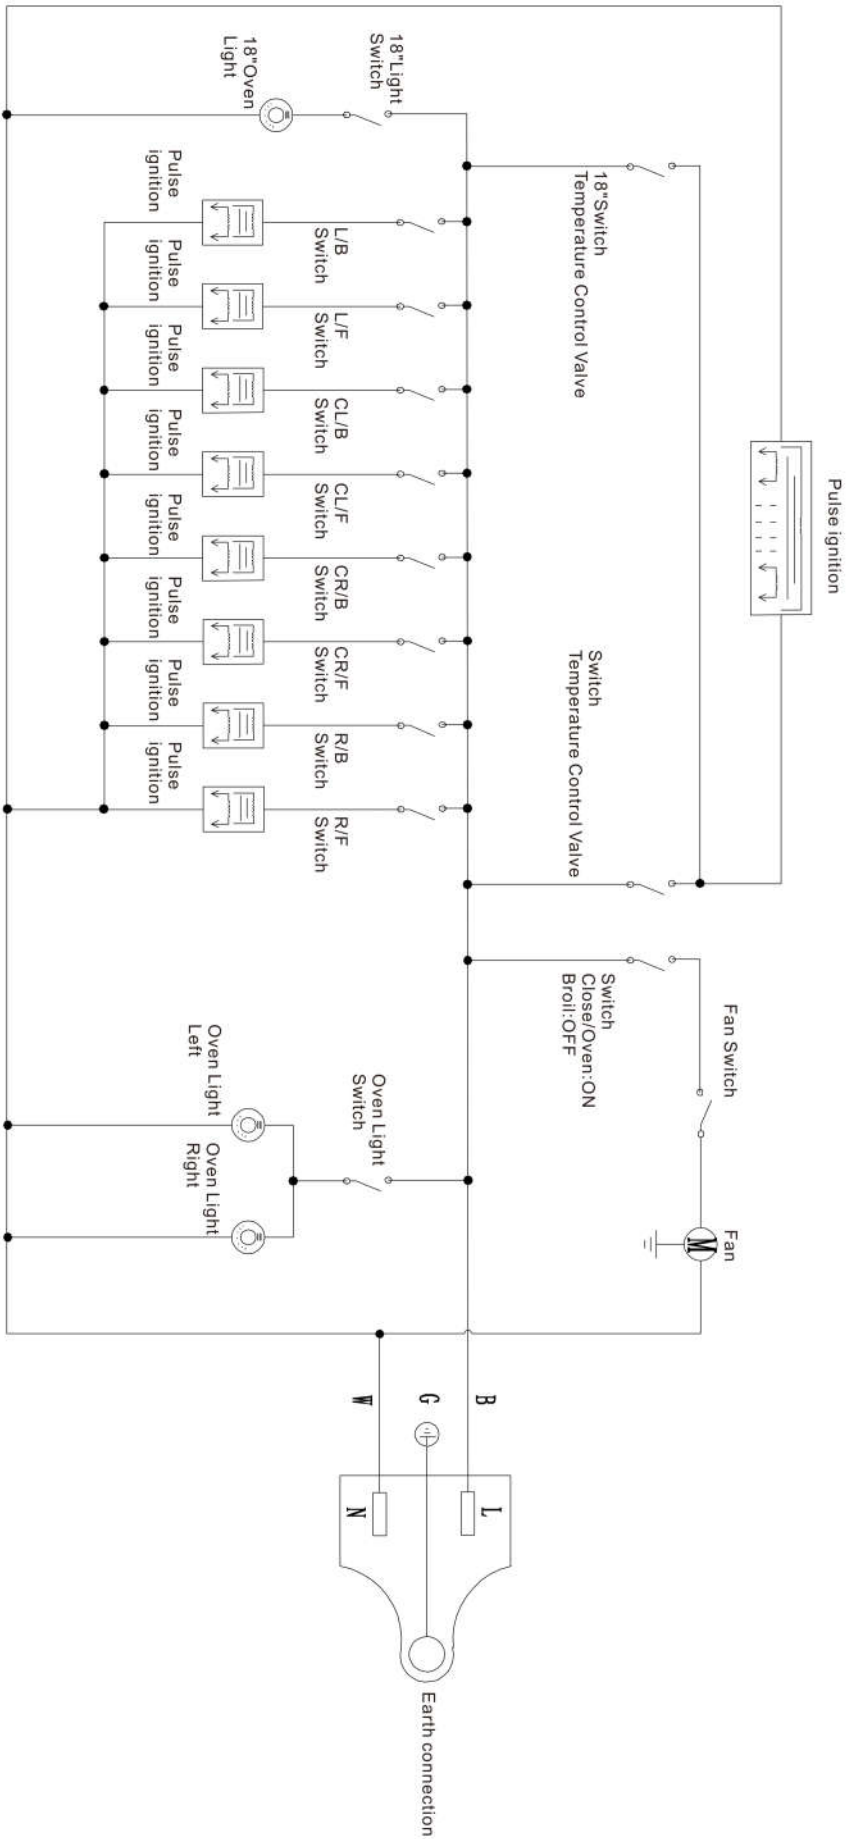 Pulse ignition
18"Light
Switch
18"Oven
Light
18"Switch
Temperature Control Valve
Switch
Temperature Control Valve
Switch
Close/Oven:ON
Broil:OFF
Fan Switch
Fan
M
L/B
Switch
L/F
Switch
CL/B
Switch
CL/F
Switch
CR/B
Switch
CR/F
Switch
R/B
Switch
R/F
Switch
Pulse
ignition
Pulse
ignition
Pulse
ignition
Pulse
ignition
Pulse
ignition
Pulse
ignition
Pulse
ignition
Pulse
ignition
Oven Light
Switch
Oven Light
Left
Oven Light
Right
B
G
W
L
N
Earth connection